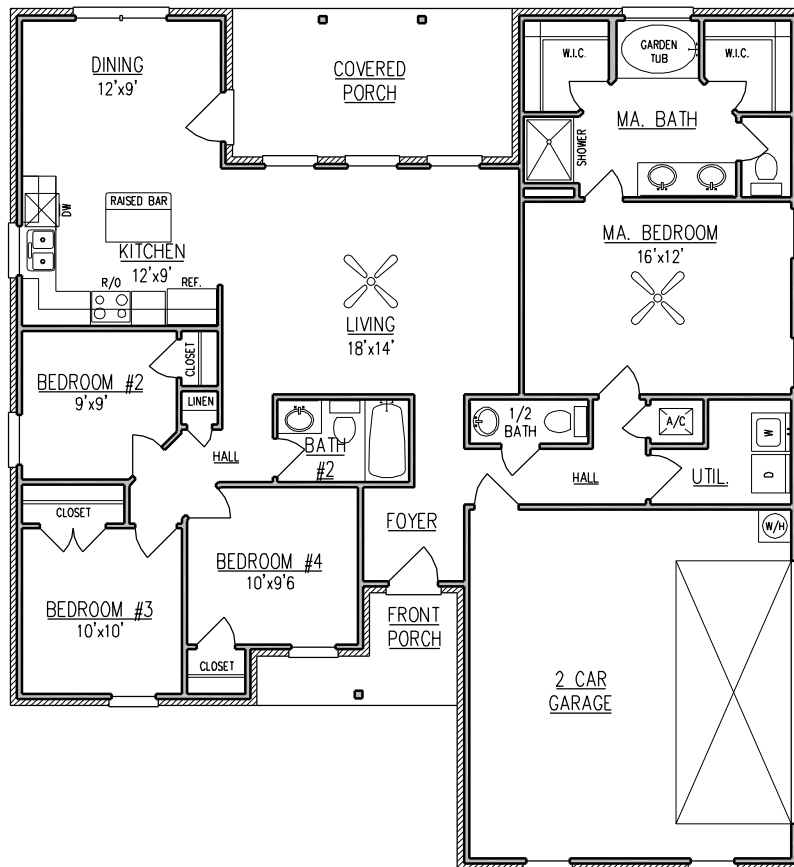 DINING
12'x9'
COVERED
PORCH
W.I.C.
GARDEN
TUB
W.I.C.
MA. BATH
SHOWER
DW
RAISED BAR
KITCHEN
12'x9'
R/O
REF.
MA. BEDROOM
16'x12'
LIVING
18'x14'
CLOSET
BEDROOM #2
9'x9'
LINEN
HALL
BATH
#2
1/2
BATH
A/C
W
D
HALL
UTIL.
CLOSET
FOYER
W/H
BEDROOM #4
10'x9'6
BEDROOM #3
10'x10'
FRONT
PORCH
CLOSET
2 CAR
GARAGE